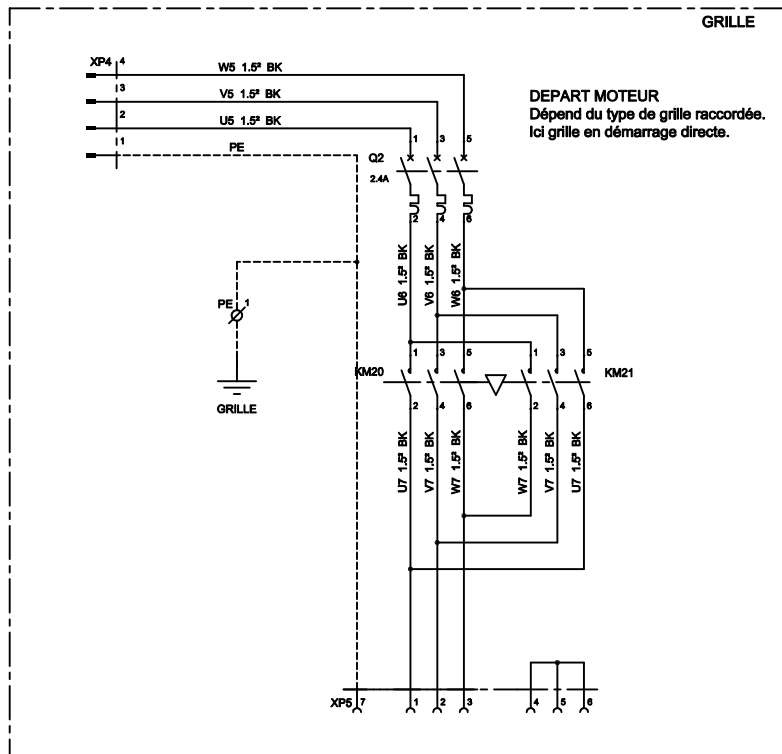 GRILLE
XP4
4
W5 1.5² BK
3
V5 1.5² BK
2
U5 1.5² BK
1
PE
DEPART MOTEUR
Dépend du type de grille raccordée.
Ici grille en démarrage directe.
1
3
5
Q2
2.4A
2
4
6
U6 1.5² BK
V6 1.5² BK
W6 1.5² BK
PE
1
GRILLE
1
3
5
1
3
5
KM20
KM21
2
4
6
2
4
6
U7 1.5² BK
V7 1.5² BK
W7 1.5² BK
W7 1.5² BK
V7 1.5² BK
U7 1.5² BK
XP5
7
1
2
3
4
5
6